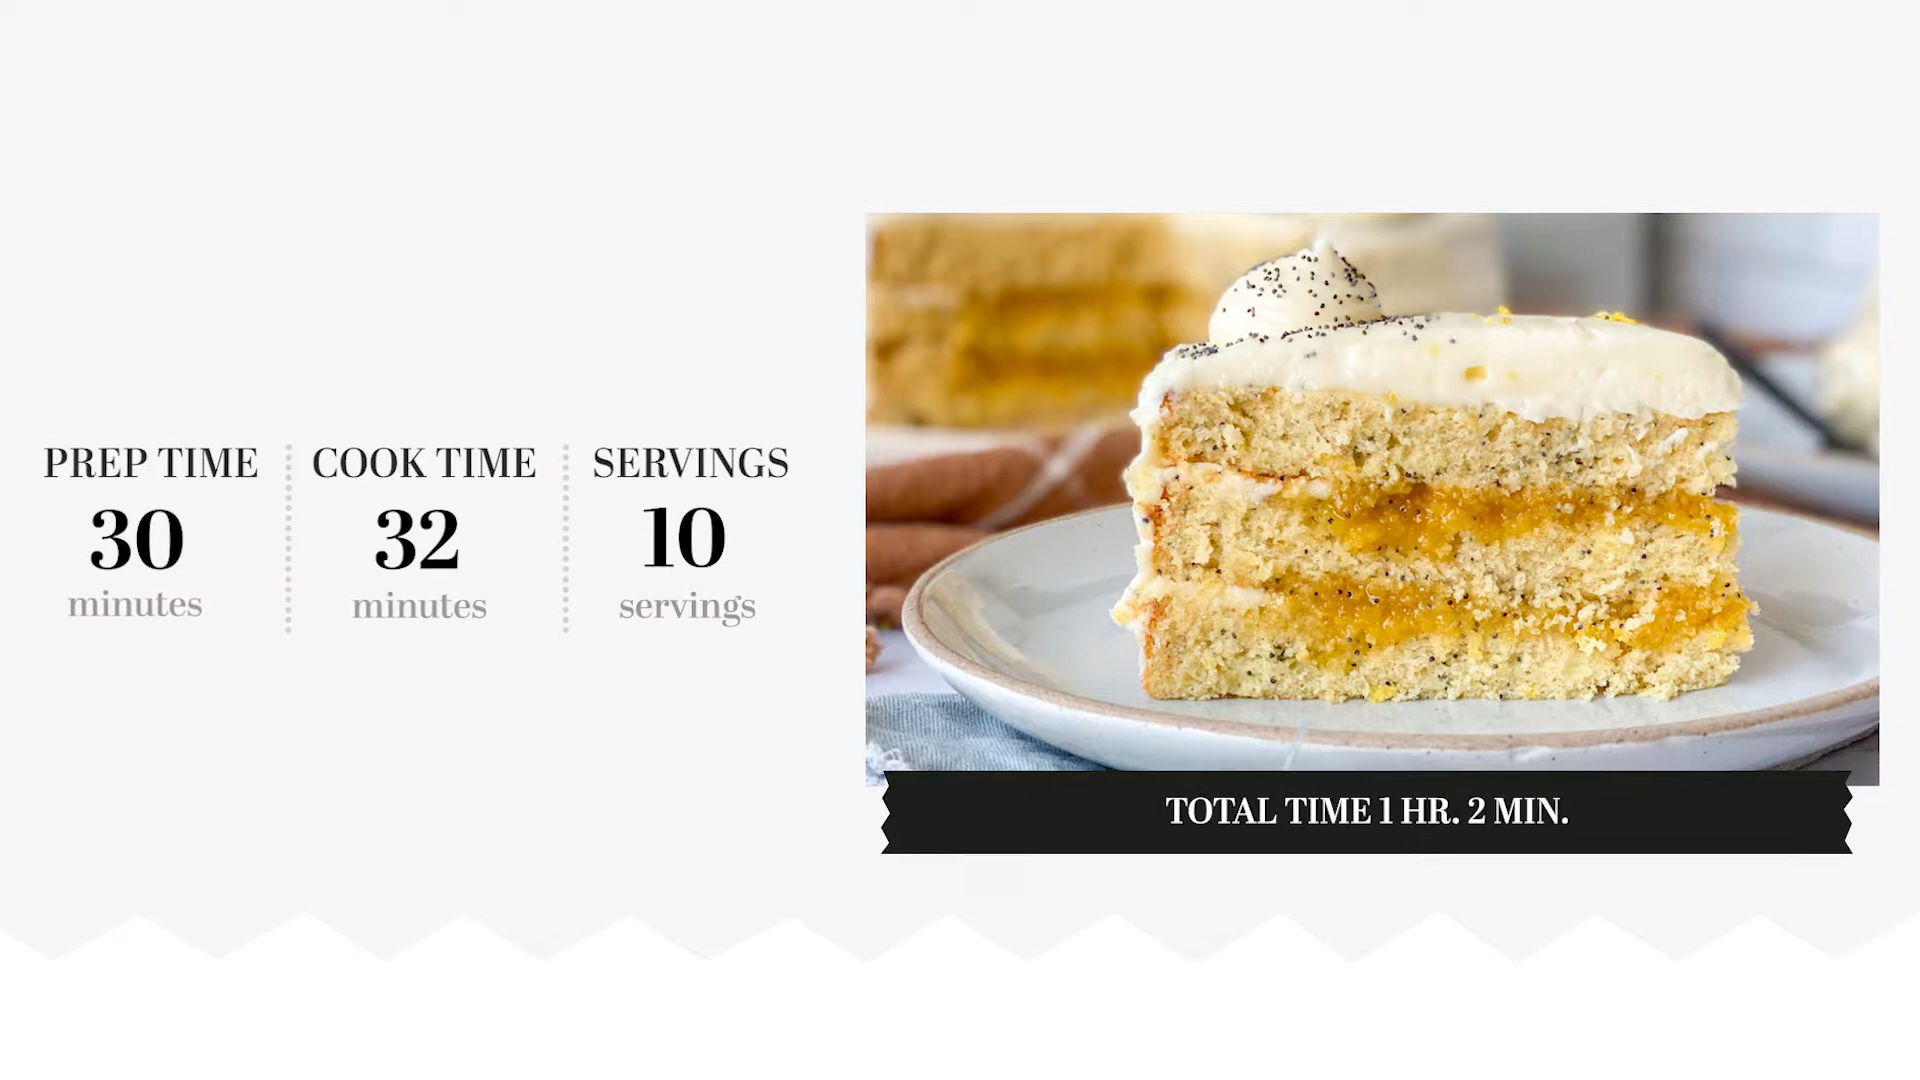 PREP TIME
30
minutes
COOK TIME
32
minutes
SERVINGS
10
servings
TOTAL TIME 1 HR. 2 MIN.